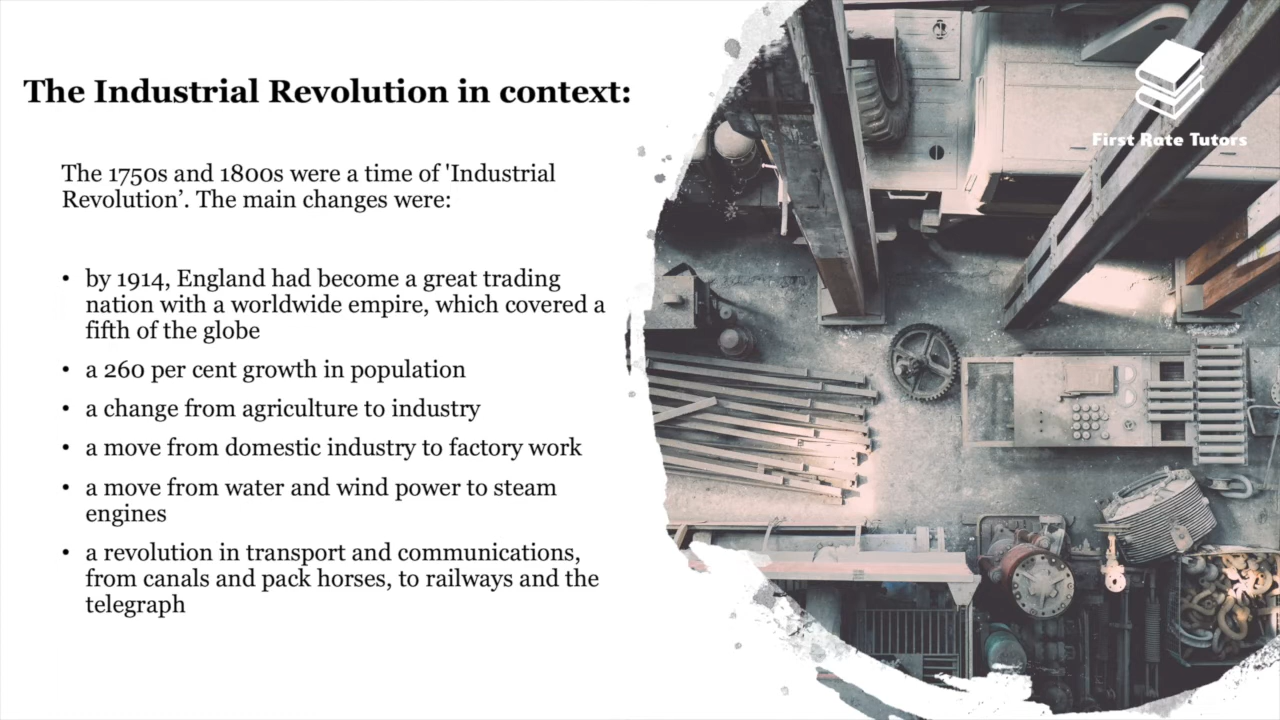 The Industrial Revolution in context:
First Rate Tutors
The 1750s and 1800s were a time of 'Industrial
Revolution’. The main changes were:
• by 1914, England had become a great trading
nation with a worldwide empire, which covered a
fifth of the globe
• a 260 per cent growth in population
• a change from agriculture to industry
• a move from domestic industry to factory work
• a move from water and wind power to steam
engines
• a revolution in transport and communications,
from canals and pack horses, to railways and the
telegraph